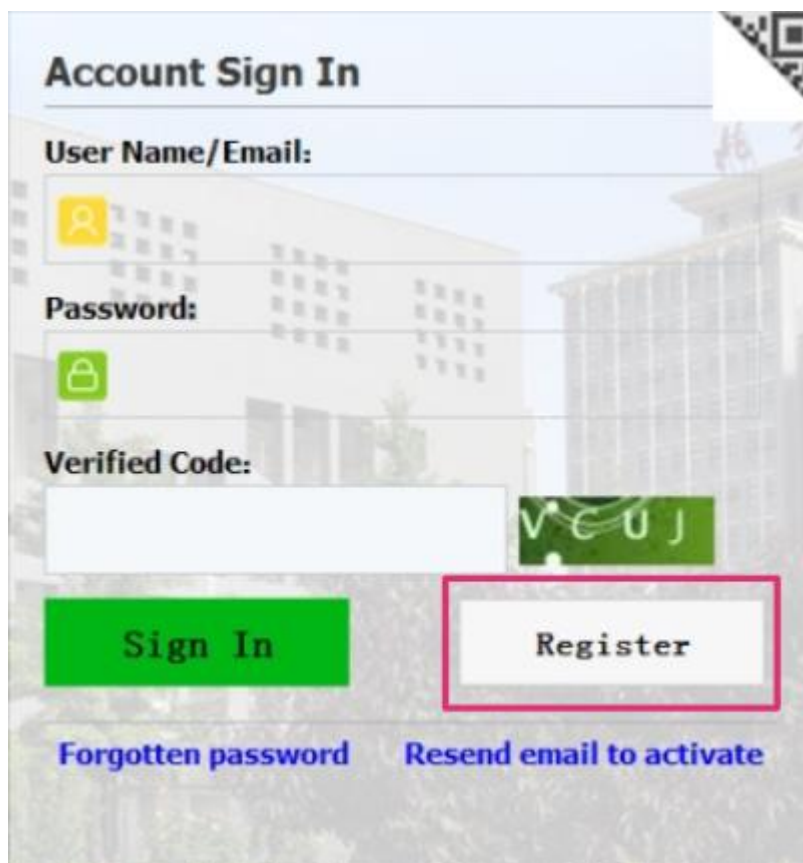 Account Sign In
User Name/Email:
Password:
Verified Code:
VCUJ
Sign In
Register
Forgotten password
Resend email to activate